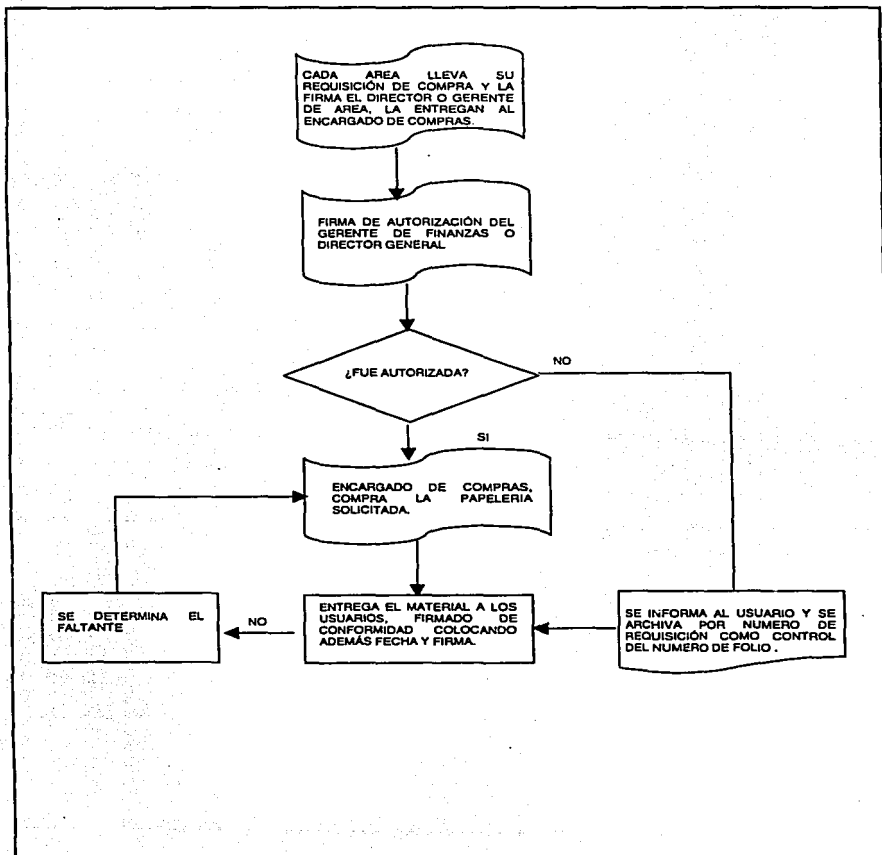 CADA AREA LLEVA SU
REQUISICIÓN DE COMPRA Y LA
FIRMA EL DIRECTOR O GERENTE
DE AREA, LA ENTREGAN AL
ENCARGADO DE COMPRAS.
FIRMA DE AUTORIZACIÓN DEL
GERENTE DE FINANZAS O
DIRECTOR GENERAL
¿FUE AUTORIZADA?
NO
SI
ENCARGADO DE COMPRAS,
COMPRA LA PAPELERIA
SOLICITADA.
SE DETERMINA EL
FALTANTE
NO
ENTREGA EL MATERIAL A LOS
USUARIOS, FIRMADO DE
CONFORMIDAD COLOCANDO
ADEMÁS FECHA Y FIRMA.
SE INFORMA AL USUARIO Y SE
ARCHIVA POR NUMERO DE
REQUISICIÓN COMO CONTROL
DEL NUMERO DE FOLIO .